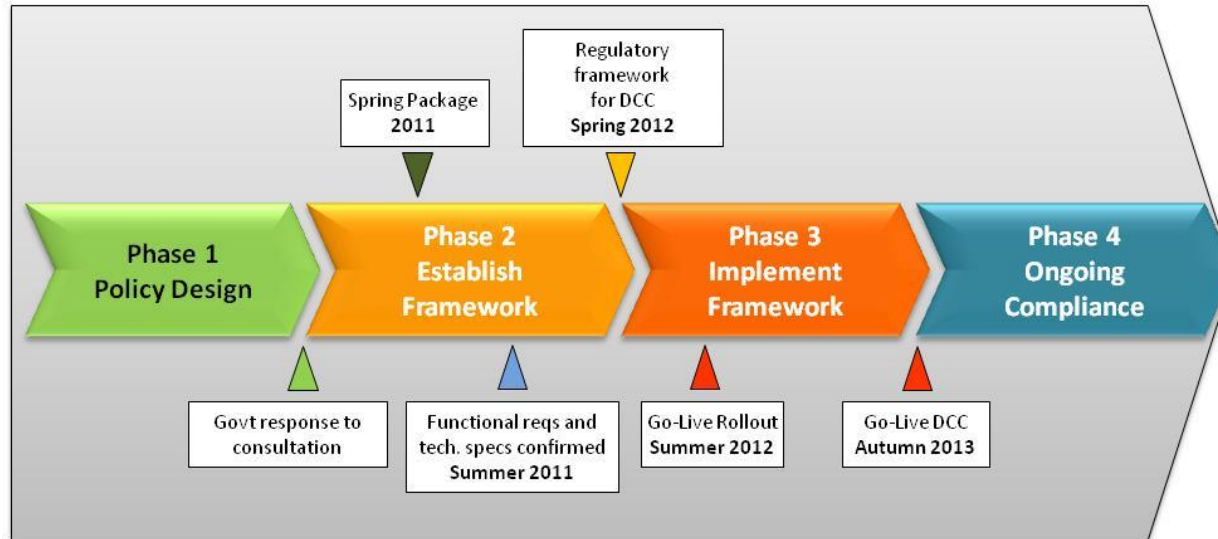 Spring Package
2011
Regulatory
framework
for DCC
Spring 2012
Phase 1
Policy Design
Phase 2
Establish
Framework
Phase 3
Implement
Framework
Phase 4
Ongoing
Compliance
Govt response to
consultation
Functional reqs and
tech. specs confirmed
Summer 2011
Go-Live Rollout
Summer 2012
Go-Live DCC
Autumn 2013